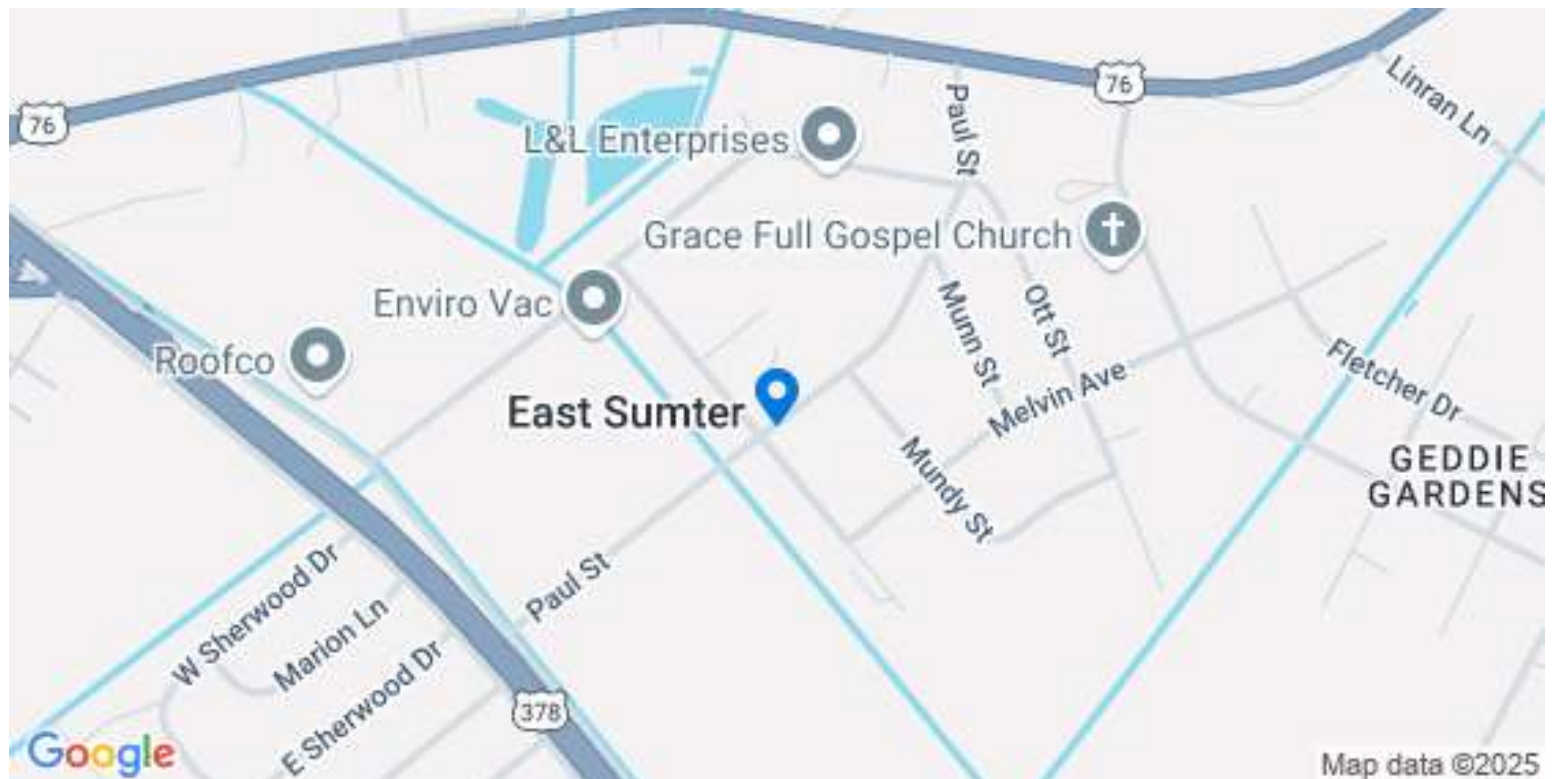 76
76
Linran Ln
Paul St
L&L Enterprises
Grace Full Gospel Church
Enviro Vac
Munn St
Ott St
Roofco
Melvin Ave
Fletcher Dr
East Sumter
Mundy St
GEDDIE
GARDENS
W Sherwood Dr
Paul St
Marion Ln
E Sherwood Dr
378
Google
Map data ©2025